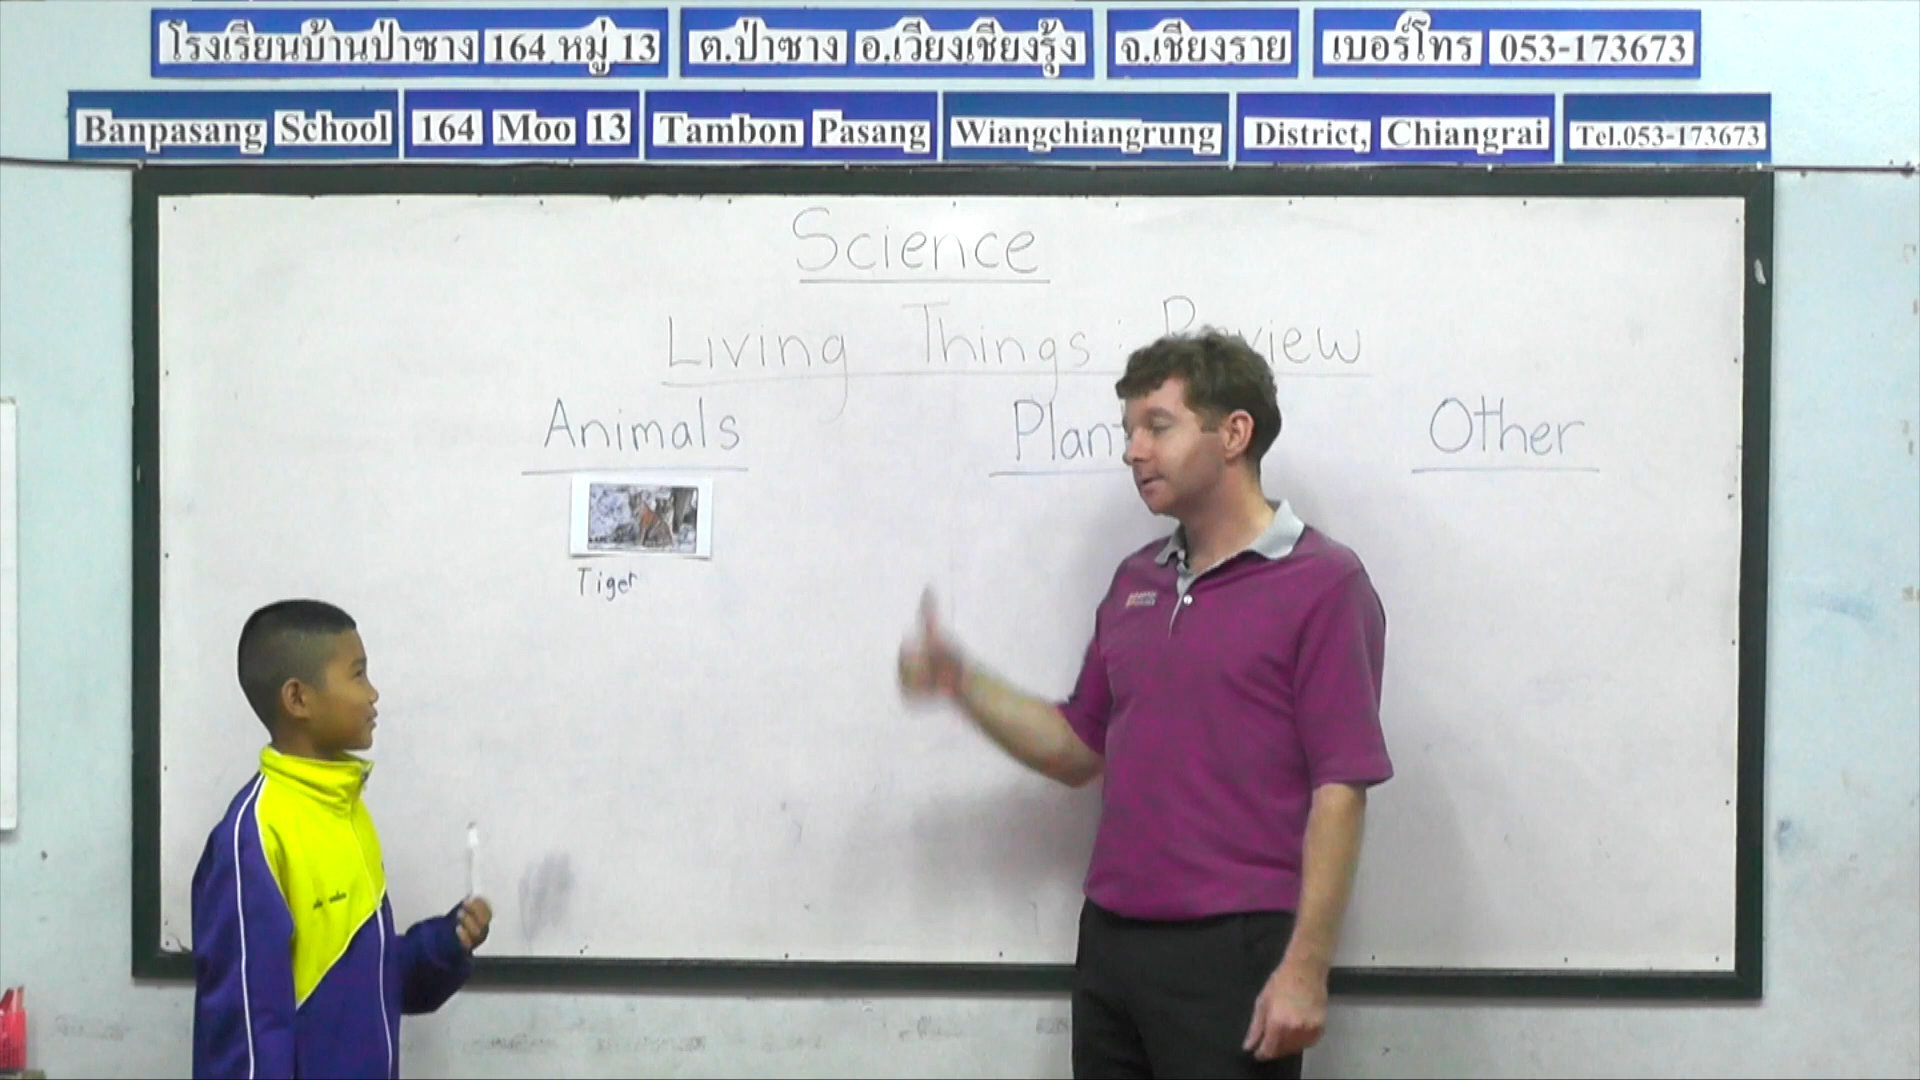 โรงเรียนบ้านป่าซาง 164 หมู่ 13 ต.ป่าซาง อ.เวียงเชียงรุ้ง จ.เชียงราย เบอร์โทร 053-173673
Banpasang School 164 Moo 13 Tambon Pasang Wiangchiangrung District, Chiangrai Tel.053-173673
Science
Living Things: Review
Animals Plant Other
Tiger